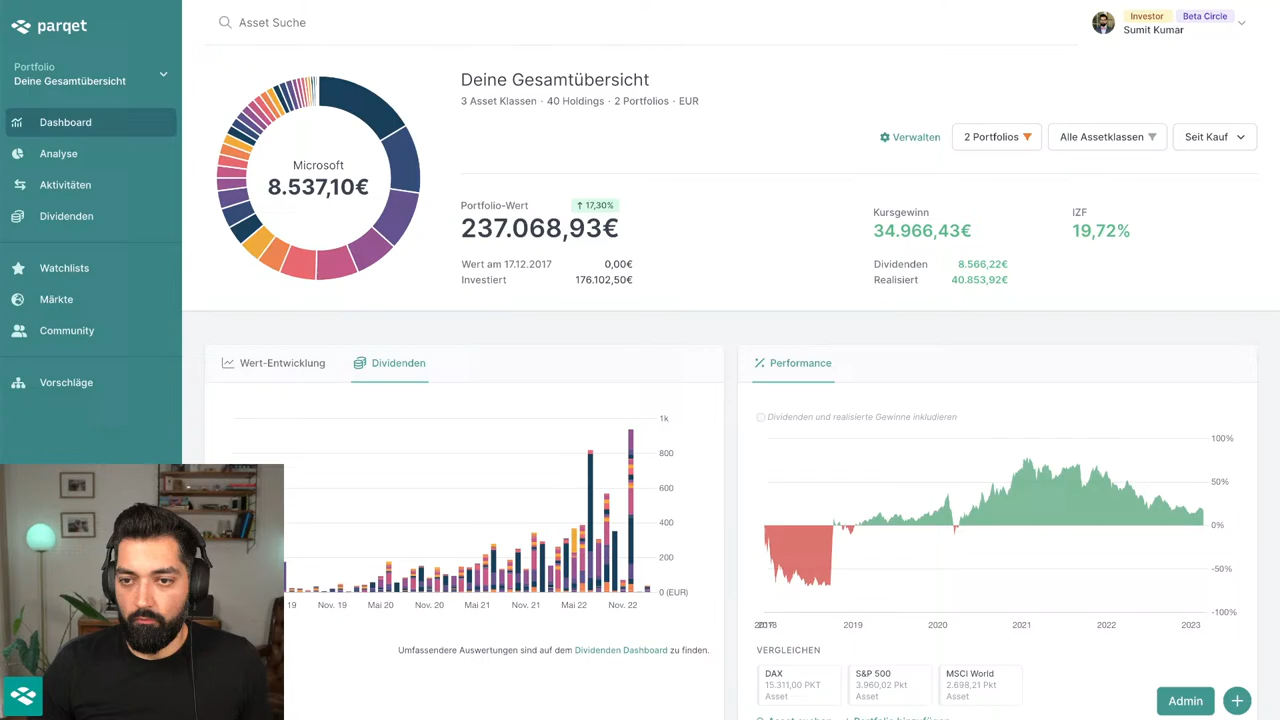 parqet
Portfolio
Deine Gesamtübersicht
Dashboard
Analyse
Aktivitäten
Dividenden
Watchlists
Märkte
Community
Vorschläge
Asset Suche
Investor Beta Circle
Sumit Kumar
Microsoft
8.537,10€
Deine Gesamtübersicht
3 Asset Klassen · 40 Holdings · 2 Portfolios · EUR
Verwalten
2 Portfolios
Alle Assetklassen
Seit Kauf
Portfolio-Wert ↑ 17,30%
237.068,93€
Wert am 17.12.2017 0,00€
Investiert 176.102,50€
Kursgewinn
34.966,43€
Dividenden 8.566,22€
Realisiert 40.853,92€
IZF
19,72%
Wert-Entwicklung
Dividenden
1k
800
600
400
200
0 (EUR)
19 Nov. 19 Mai 20 Nov. 20 Mai 21 Nov. 21 Mai 22 Nov. 22
Umfassendere Auswertungen sind auf dem Dividenden Dashboard zu finden.
Performance
Dividenden und realisierte Gewinne inkludieren
100%
50%
0%
-50%
-100%
2018 2019 2020 2021 2022 2023
VERGLEICHEN
DAX
15.311,00 PKT
Asset
S&P 500
3.960,02 Pkt
Asset
MSCI World
2.698,21 Pkt
Asset
Asset suchen + Portfolio hinzufügen
Admin
+